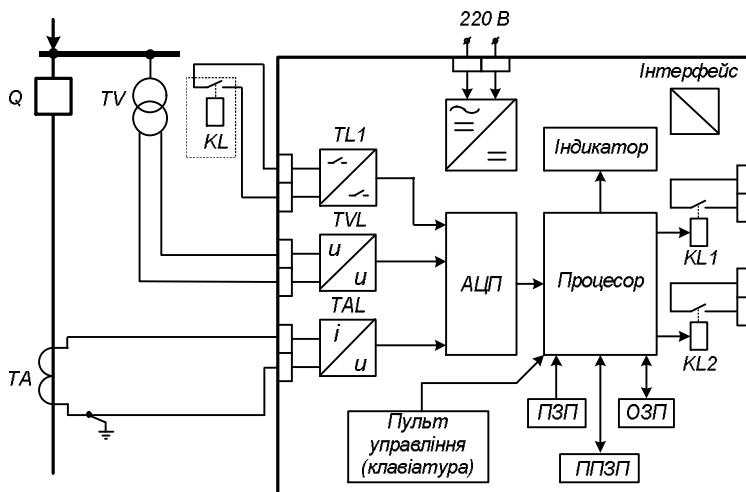 220 В
Інтерфейс
Q
TV
KL
TL1
Індикатор
TVL
u
u
АЦП
Процесор
KL1
TAL
i
u
KL2
TA
Пульт
управління
(клавіатура)
ПЗП
ОЗП
ППЗП